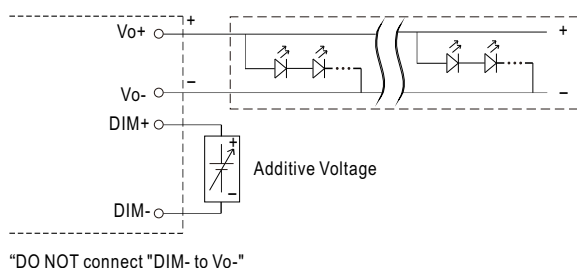 Vo+
+
+
Vo-
−
−
DIM+
+
Additive Voltage
−
DIM-
“DO NOT connect "DIM- to Vo-"